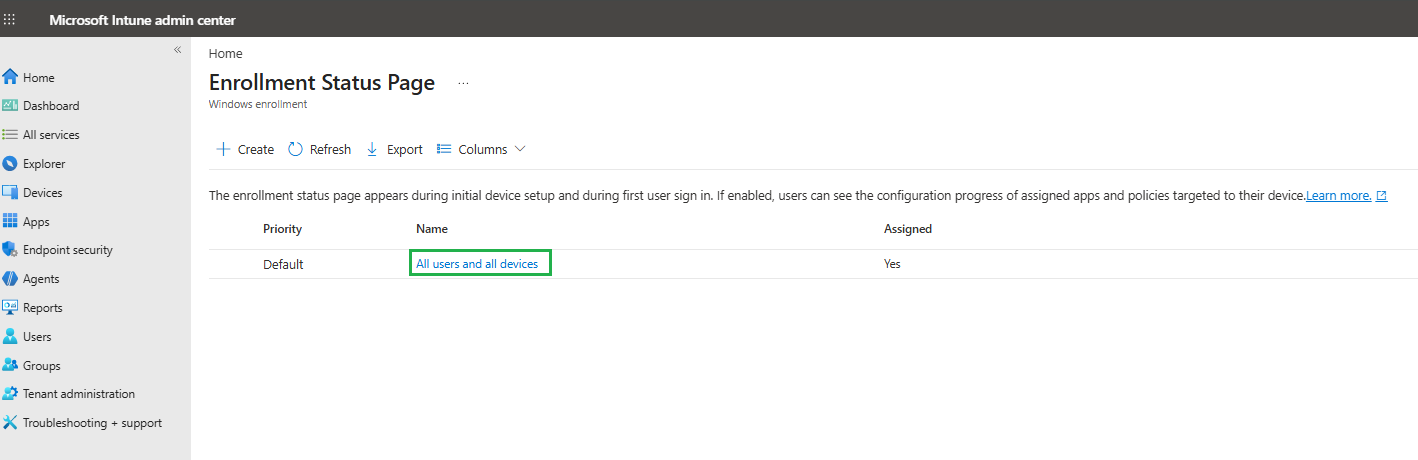 Microsoft Intune admin center
«
Home
Dashboard
All services
Explorer
Devices
Apps
Endpoint security
Agents
Reports
Users
Groups
Tenant administration
Troubleshooting + support
Home
Enrollment Status Page ...
Windows enrollment
Create Refresh Export Columns
The enrollment status page appears during initial device setup and during first user sign in. If enabled, users can see the configuration progress of assigned apps and policies targeted to their device.Learn more.
Priority Name Assigned
Default All users and all devices Yes